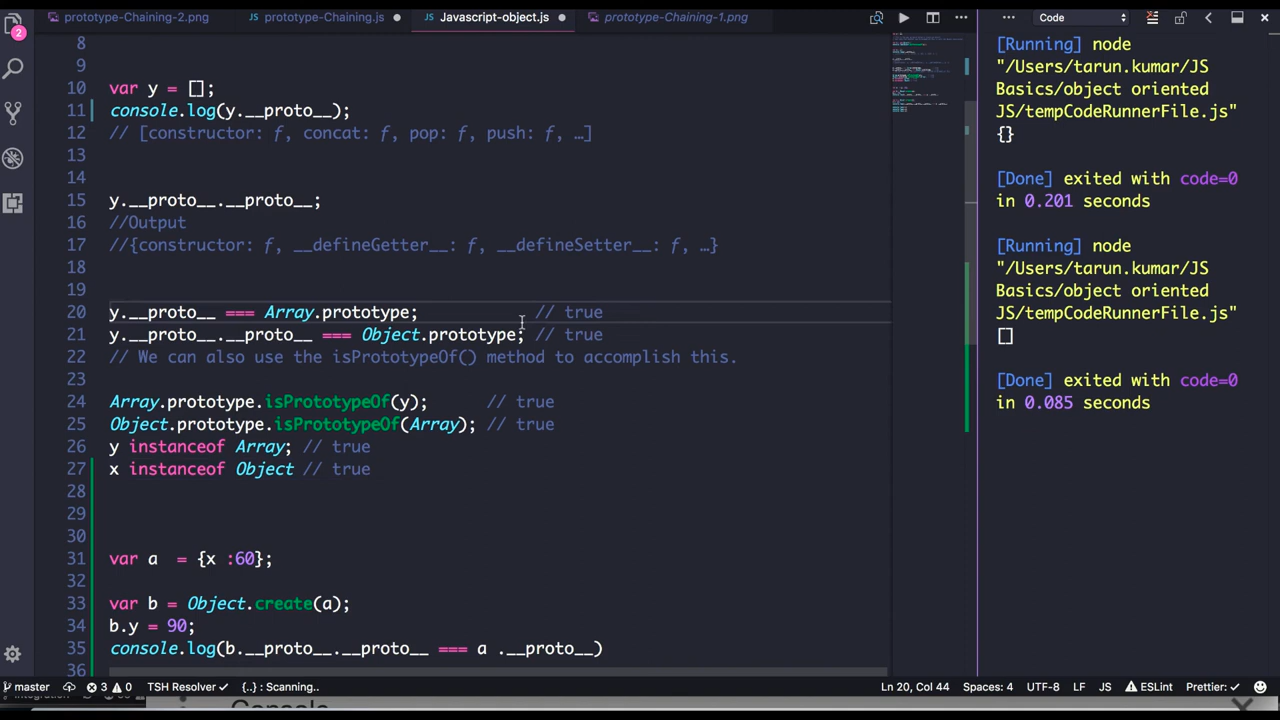 prototype-Chaining-2.png
JS prototype-Chaining.js
JS Javascript-object.js
prototype-Chaining-1.png
Code
2
8
9
10 var y = [];
11 console.log(y.__proto__);
12 // [constructor: ƒ, concat: ƒ, pop: ƒ, push: ƒ, …]
13
14
15 y.__proto__.__proto__;
16 //Output
17 //{constructor: ƒ, __defineGetter__: ƒ, __defineSetter__: ƒ, …}
18
19
20 y.__proto__ === Array.prototype; // true
21 y.__proto__.__proto__ === Object.prototype; // true
22 // We can also use the isPrototypeOf() method to accomplish this.
23
24 Array.prototype.isPrototypeOf(y); // true
25 Object.prototype.isPrototypeOf(Array); // true
26 y instanceof Array; // true
27 x instanceof Object // true
28
29
30
31 var a = {x :60};
32
33 var b = Object.create(a);
34 b.y = 90;
35 console.log(b.__proto__.__proto__ === a .__proto__)
36
[Running] node
"/Users/tarun.kumar/JS
Basics/object oriented
JS/tempCodeRunnerFile.js"
{}
[Done] exited with code=0
in 0.201 seconds
[Running] node
"/Users/tarun.kumar/JS
Basics/object oriented
JS/tempCodeRunnerFile.js"
[]
[Done] exited with code=0
in 0.085 seconds
master 3 0 TSH Resolver ✓ {..} : Scanning.. Ln 20, Col 44 Spaces: 4 UTF-8 LF JS ESLint Prettier: ✓